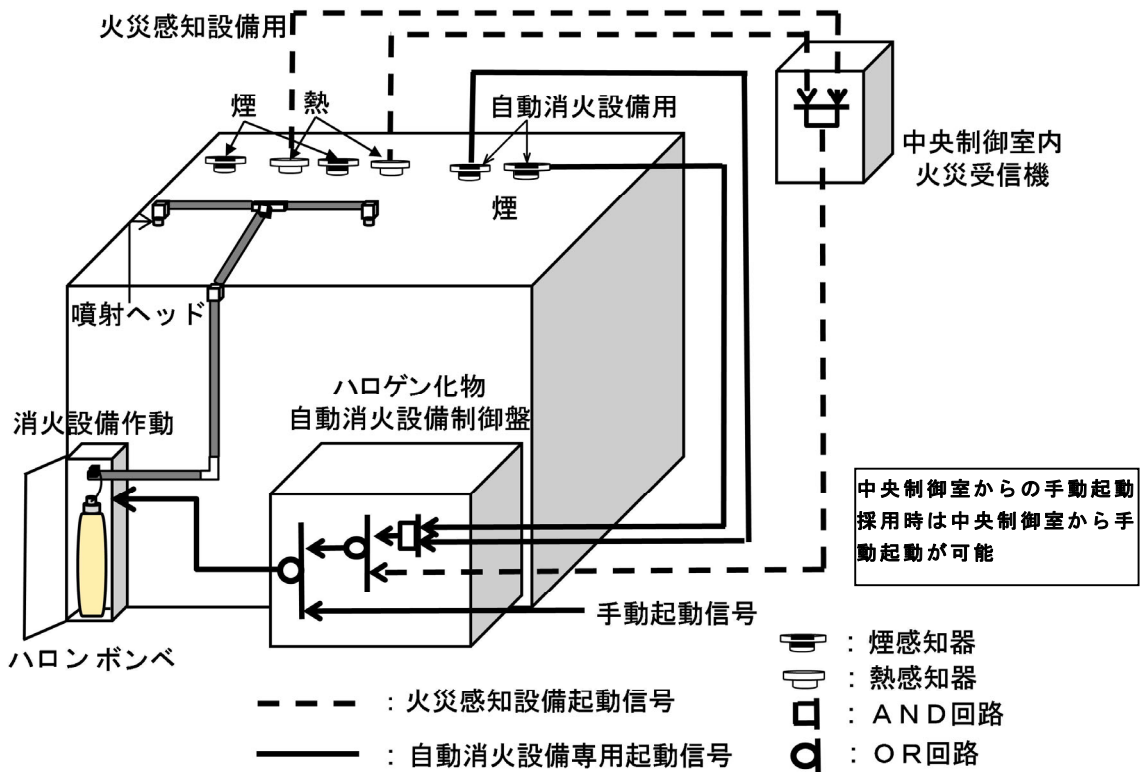 火災感知設備用
煙
熱
自動消火設備用
煙
中央制御室内
火災受信機
噴射ヘッド
ハロゲン化物
自動消火設備制御盤
消火設備作動
中央制御室からの手動起動
採用時は中央制御室から手
動起動が可能
手動起動信号
ハロン ボンベ
：煙感知器
：熱感知器
：火災感知設備起動信号
：ＡＮＤ回路
：自動消火設備専用起動信号
：ＯＲ回路